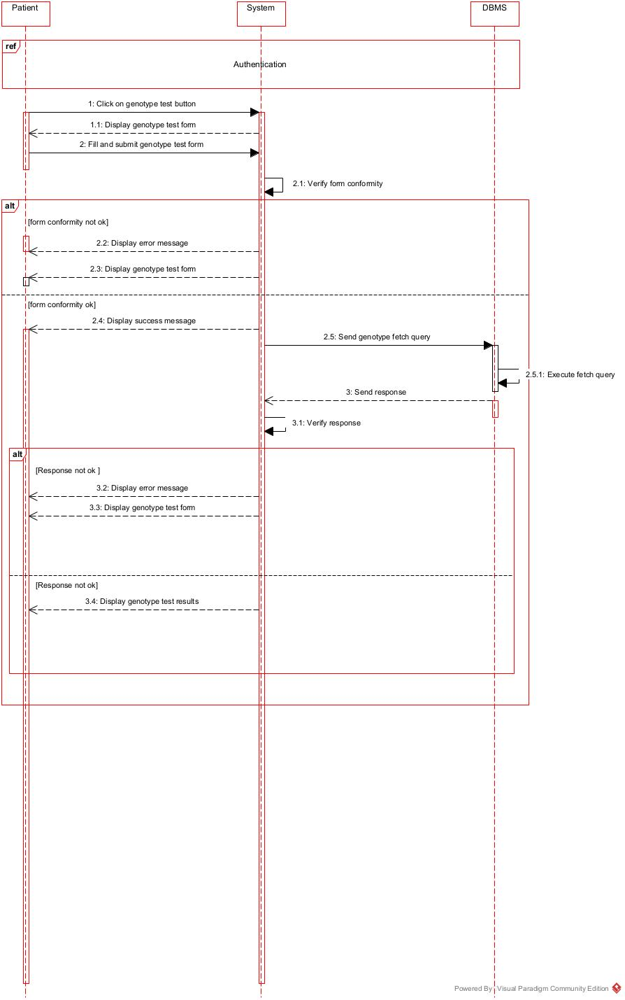 Patient
System
DBMS
ref
Authentication
1: Click on genotype test button
1.1: Display genotype test form
2: Fill and submit genotype test form
2.1: Verify form conformity
alt
[form conformity not ok]
2.2: Display error message
2.3: Display genotype test form
[form conformity ok]
2.4: Display success message
2.5: Send genotype fetch query
2.5.1: Execute fetch query
3: Send response
3.1: Verify response
alt
[Response not ok ]
3.2: Display error message
3.3: Display genotype test form
[Response not ok]
3.4: Display genotype test results
Powered By Visual Paradigm Community Edition